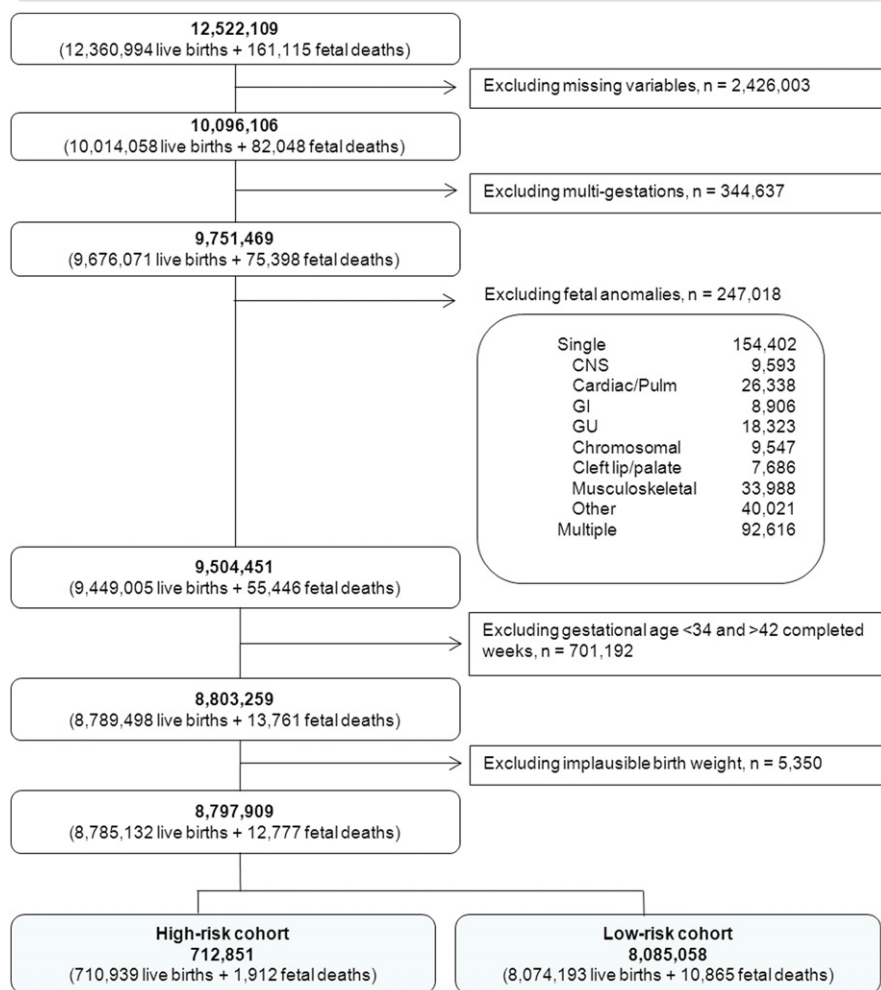 12,522,109
(12,360,994 live births + 161,115 fetal deaths)
Excluding missing variables, n = 2,426,003
10,096,106
(10,014,058 live births + 82,048 fetal deaths)
Excluding multi-gestations, n = 344,637
9,751,469
(9,676,071 live births + 75,398 fetal deaths)
Excluding fetal anomalies, n = 247,018
Single 154,402
CNS 9,593
Cardiac/Pulm 26,338
GI 8,906
GU 18,323
Chromosomal 9,547
Cleft lip/palate 7,686
Musculoskeletal 33,988
Other 40,021
Multiple 92,616
9,504,451
(9,449,005 live births + 55,446 fetal deaths)
Excluding gestational age <34 and >42 completed
weeks, n = 701,192
8,803,259
(8,789,498 live births + 13,761 fetal deaths)
Excluding implausible birth weight, n = 5,350
8,797,909
(8,785,132 live births + 12,777 fetal deaths)
High-risk cohort
712,851
(710,939 live births + 1,912 fetal deaths)
Low-risk cohort
8,085,058
(8,074,193 live births + 10,865 fetal deaths)